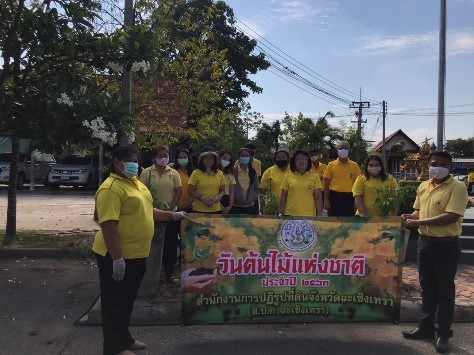 วันต้นไม้แห่งชาติ
ประจำปี ๒๕๖๓
สำนักงานการปฏิรูปที่ดินจังหวัดฉะเชิงเทรา
(ส.ป.ก.ฉะเชิงเทรา)